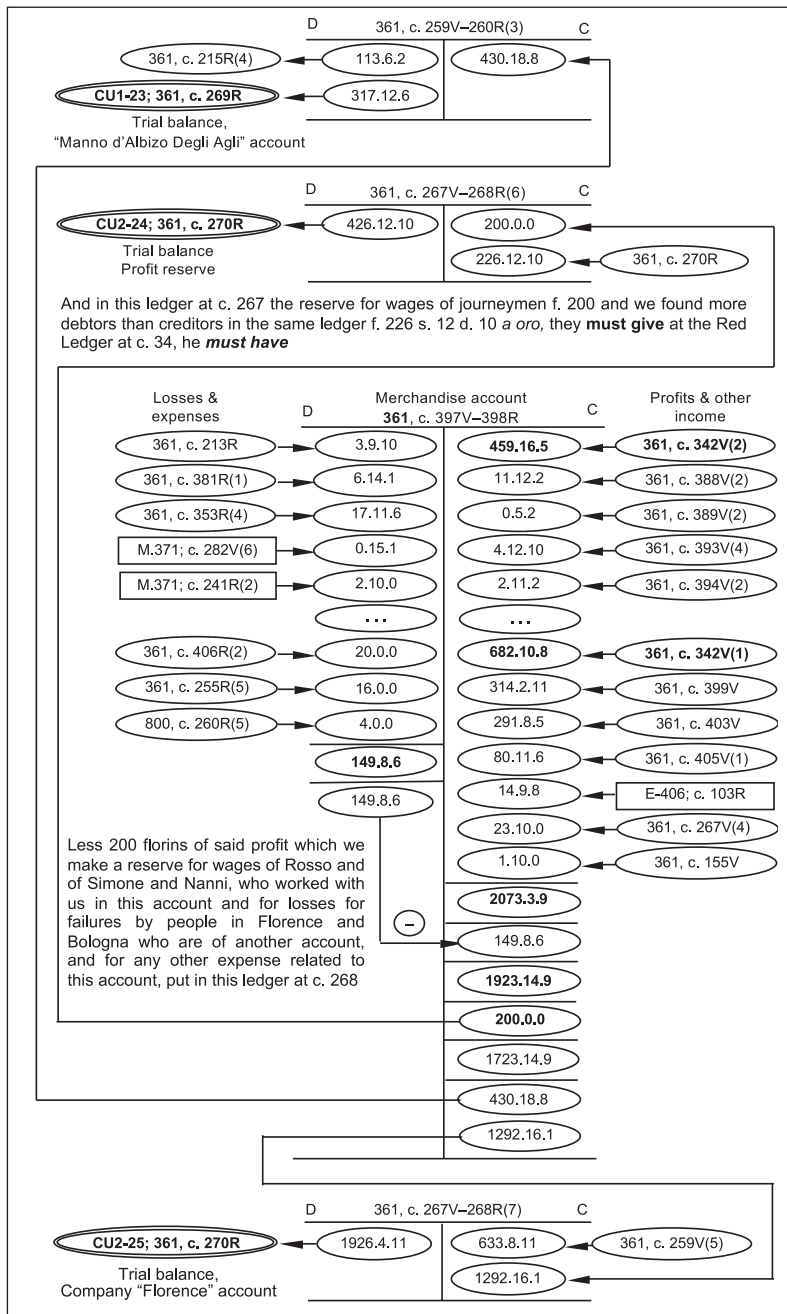 D 361, c. 259V–260R(3) C
361, c. 215R(4) 113.6.2 430.18.8
CU1-23; 361, c. 269R 317.12.6
Trial balance,
"Manno d'Albizo Degli Agli" account
D 361, c. 267V–268R(6) C
CU2-24; 361, c. 270R 426.12.10 200.0.0
Trial balance
Profit reserve
226.12.10 361, c. 270R
And in this ledger at c. 267 the reserve for wages of journeymen f. 200 and we found more
debtors than creditors in the same ledger f. 226 s. 12 d. 10 a oro, they must give at the Red
Ledger at c. 34, he must have
Losses &
expenses
D
Merchandise account
361, c. 397V–398R
C
Profits & other
income
361, c. 213R 3.9.10 459.16.5 361, c. 342V(2)
361, c. 381R(1) 6.14.1 11.12.2 361, c. 388V(2)
361, c. 353R(4) 17.11.6 0.5.2 361, c. 389V(2)
M.371; c. 282V(6) 0.15.1 4.12.10 361, c. 393V(4)
M.371; c. 241R(2) 2.10.0 2.11.2 361, c. 394V(2)
... ...
361, c. 406R(2) 20.0.0 682.10.8 361, c. 342V(1)
361, c. 255R(5) 16.0.0 314.2.11 361, c. 399V
800, c. 260R(5) 4.0.0 291.8.5 361, c. 403V
149.8.6 80.11.6 361, c. 405V(1)
149.8.6 14.9.8 E-406; c. 103R
23.10.0 361, c. 267V(4)
1.10.0 361, c. 155V
2073.3.9
Less 200 florins of said profit which we
make a reserve for wages of Rosso and
of Simone and Nanni, who worked with
us in this account and for losses for
failures by people in Florence and
Bologna who are of another account,
and for any other expense related to
this account, put in this ledger at c. 268
–
149.8.6
1923.14.9
200.0.0
1723.14.9
430.18.8
1292.16.1
D 361, c. 267V–268R(7) C
CU2-25; 361, c. 270R 1926.4.11 633.8.11 361, c. 259V(5)
Trial balance,
Company "Florence" account
1292.16.1